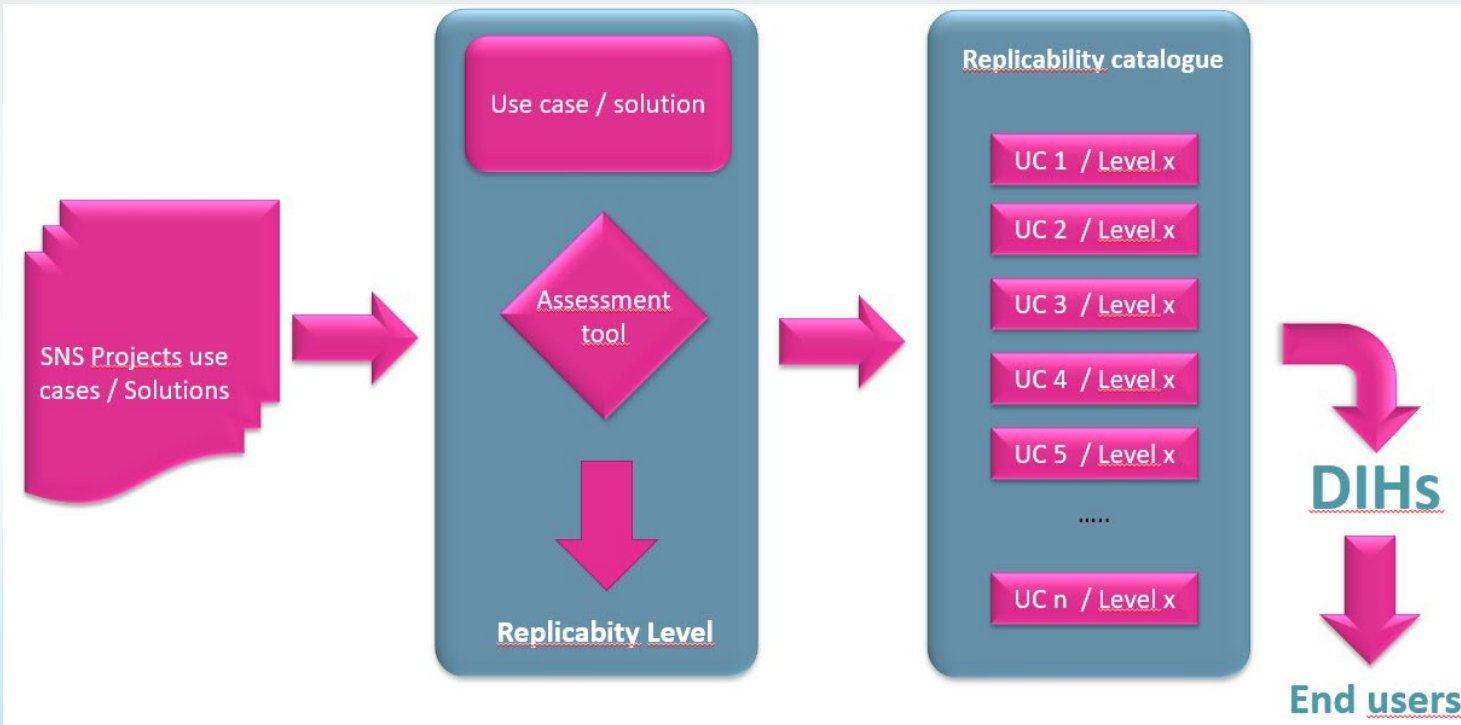 SNS Projects use
cases / Solutions
Use case / solution
Assessment
tool
Replicabity Level
Replicability catalogue
UC 1 / Level x
UC 2 / Level x
UC 3 / Level x
UC 4 / Level x
UC 5 / Level x
.....
UC n / Level x
DIHs
End users